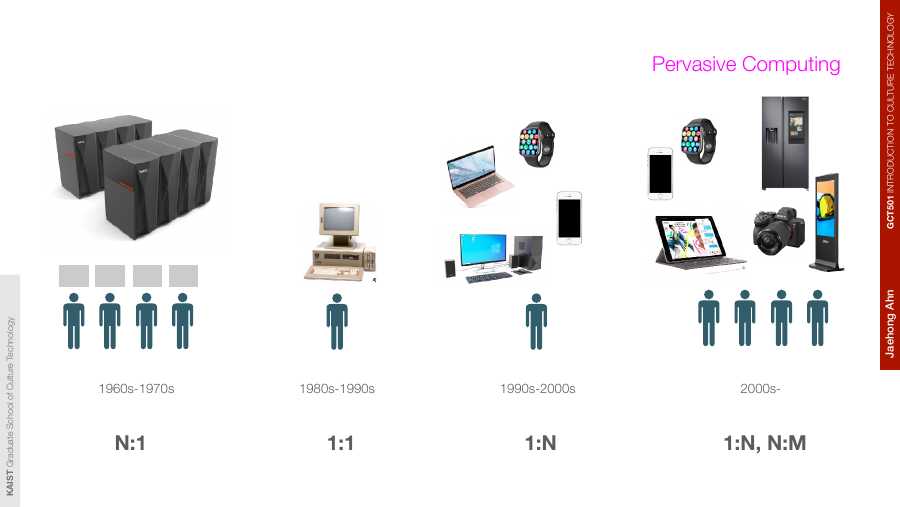 Pervasive Computing
1960s-1970s
1980s-1990s
1990s-2000s
2000s-
N:1
1:1
1:N
1:N, N:M
KAIST Graduate School of Culture Technology
GCT501 INTRODUCTION TO CULTURE TECHNOLOGY
Jaehong Ahn